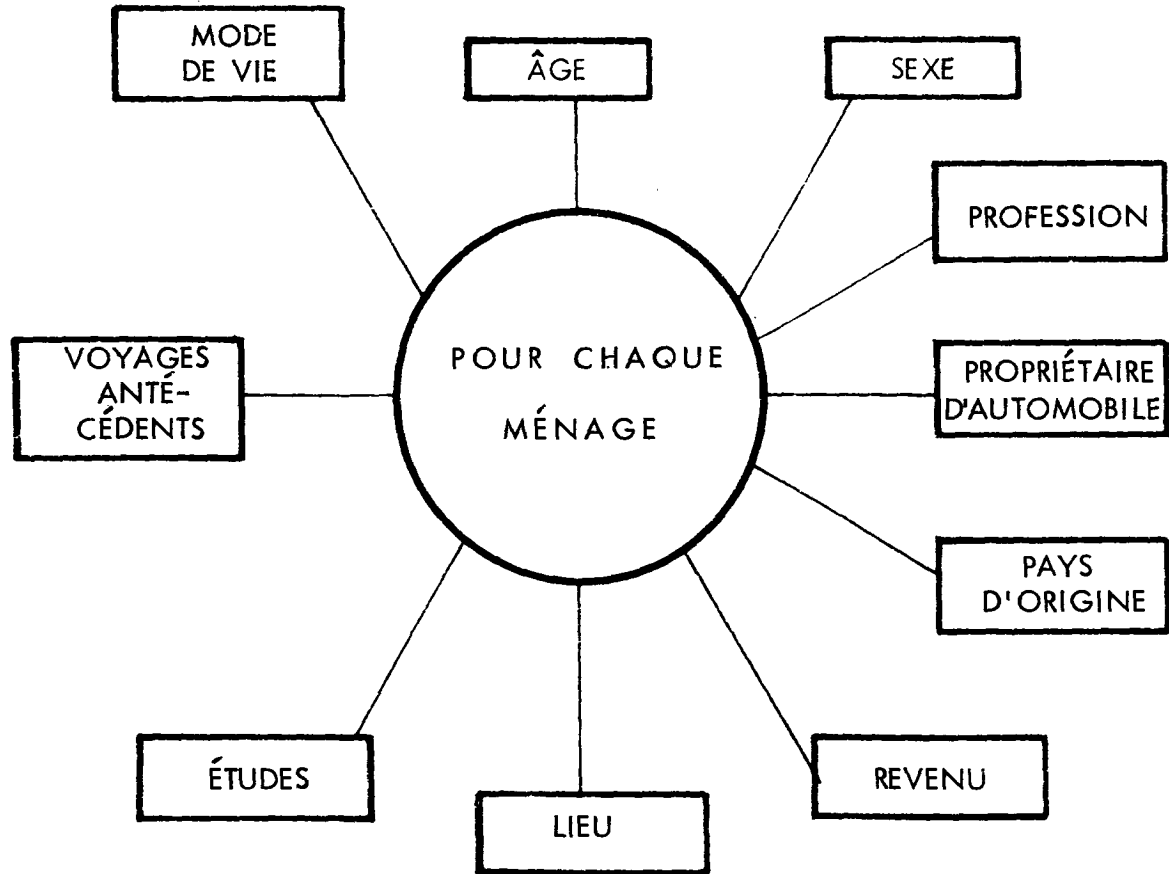 MODE
DE VIE
ÂGE
SEXE
PROFESSION
POUR CHAQUE
MÉNAGE
VOYAGES
ANTÉ-
CÉDENTS
PROPRIÉTAIRE
D'AUTOMOBILE
PAYS
D'ORIGINE
ÉTUDES
LIEU
REVENU